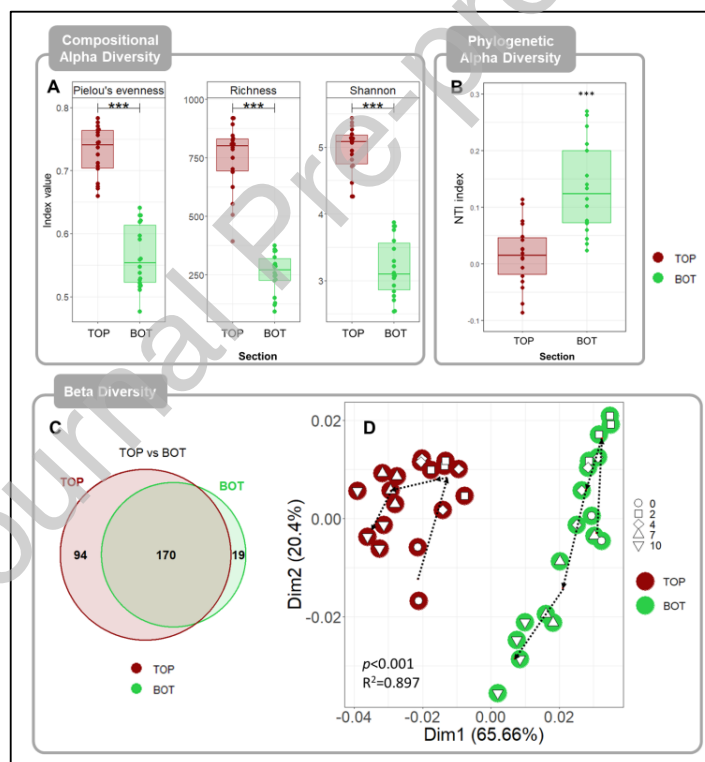 Compositional
Alpha Diversity
Phylogenetic
Alpha Diversity
A
Pielou's evenness
Richness
Shannon
***
***
***
Index value
0.8
0.7
0.6
0.5
1000
750
500
250
5
4
3
TOP BOT
TOP BOT
TOP BOT
Section
B
***
NTI index
0.3
0.2
0.1
0.0
-0.1
TOP BOT
Section
TOP
BOT
Beta Diversity
C
TOP vs BOT
TOP
BOT
94
170
19
TOP
BOT
D
Dim2 (20.4%)
0.02
0.00
-0.02
p<0.001
R²=0.897
-0.04 -0.02 0.00 0.02
Dim1 (65.66%)
0
2
4
7
10
TOP
BOT
Journal Pre-pr